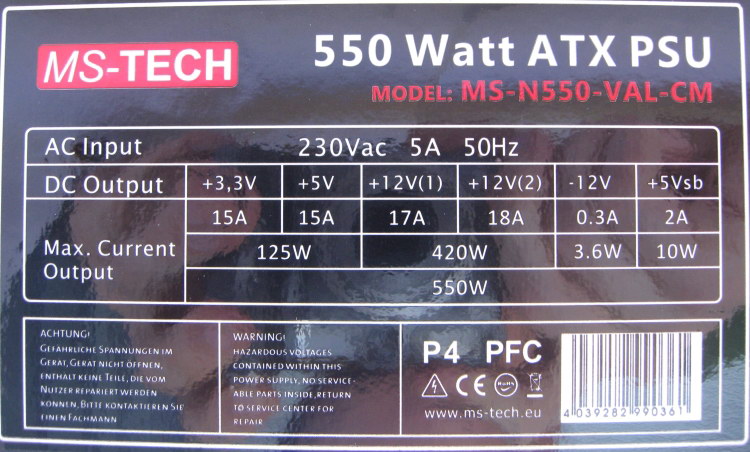 MS-TECH
550 Watt ATX PSU
MODEL: MS-N550-VAL-CM
AC Input 230Vac 5A 50Hz
DC Output +3,3V +5V +12V(1) +12V(2) -12V +5Vsb
15A 15A 17A 18A 0.3A 2A
Max. Current Output 125W 420W 3.6W 10W
550W
ACHTUNG!
GEFÄHRLICHE SPANNUNGEN IM
GERÄT, GERÄT NICHT ÖFFNEN,
ENTHÄLT KEINE TEILE, DIE VOM
NUTZER REPARIERT WERDEN
KÖNNEN, BITTE KONTAKTIEREN SIE
EINEN FACHMANN
WARNING!
HAZARDOUS VOLTAGES
CONTAINED WITHIN THIS
POWER SUPPLY, NO SERVICE-
ABLE PARTS INSIDE, RETURN
TO SERVICE CENTER FOR
REPAIR
P4 PFC
CE RoHS
www.ms-tech.eu
4 039282 990361